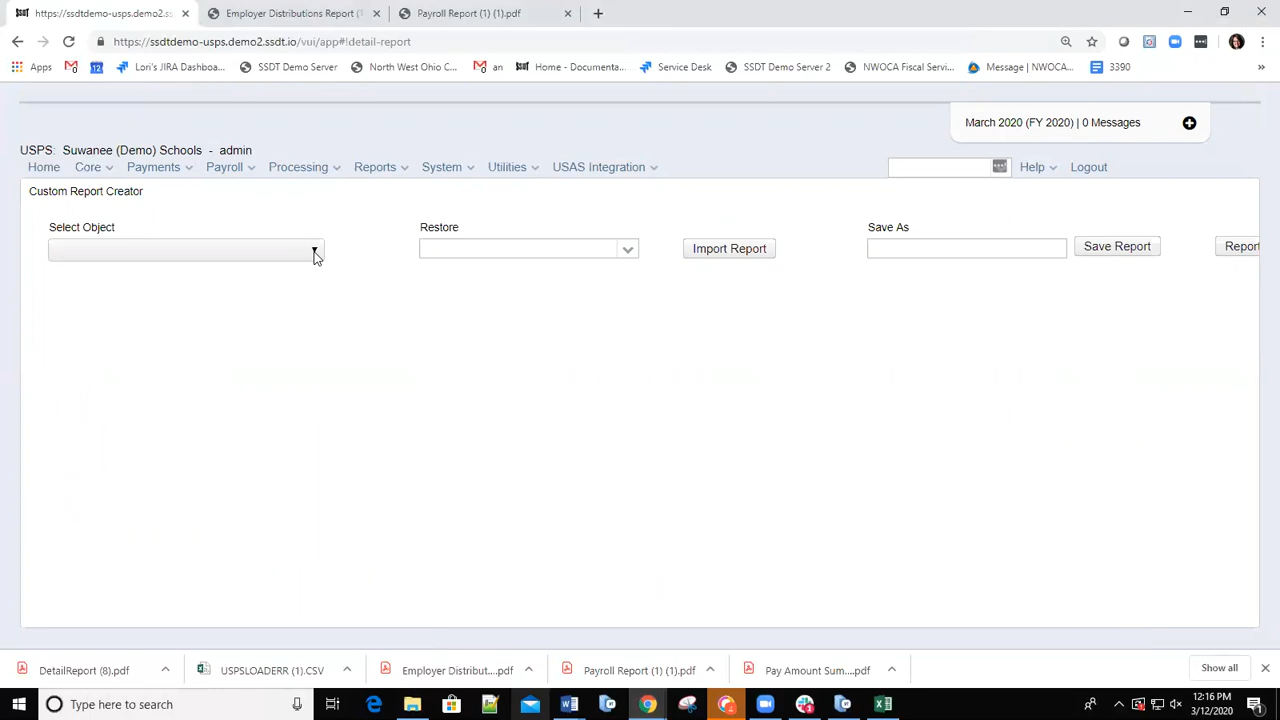 https://ssdtdemo-usps.demo2.s
Employer Distributions Report (1
Payroll Report (1) (1).pdf
https://ssdtdemo-usps.demo2.ssdt.io/vui/app#!detail-report
Apps
12
Lori's JIRA Dashboa...
SSDT Demo Server
North West Ohio C...
an
Home - Documenta...
Service Desk
SSDT Demo Server 2
NWOCA Fiscal Servi...
Message | NWOCA...
3390
»
March 2020 (FY 2020) | 0 Messages
USPS: Suwanee (Demo) Schools - admin
Home Core Payments Payroll Processing Reports System Utilities USAS Integration Help Logout
Custom Report Creator
Select Object
Restore
Save As
Import Report
Save Report
Report
DetailReport (8).pdf
USPSLOADERR (1).CSV
Employer Distribut....pdf
Payroll Report (1) (1).pdf
Pay Amount Sum....pdf
Show all
Type here to search
12:16 PM
3/12/2020